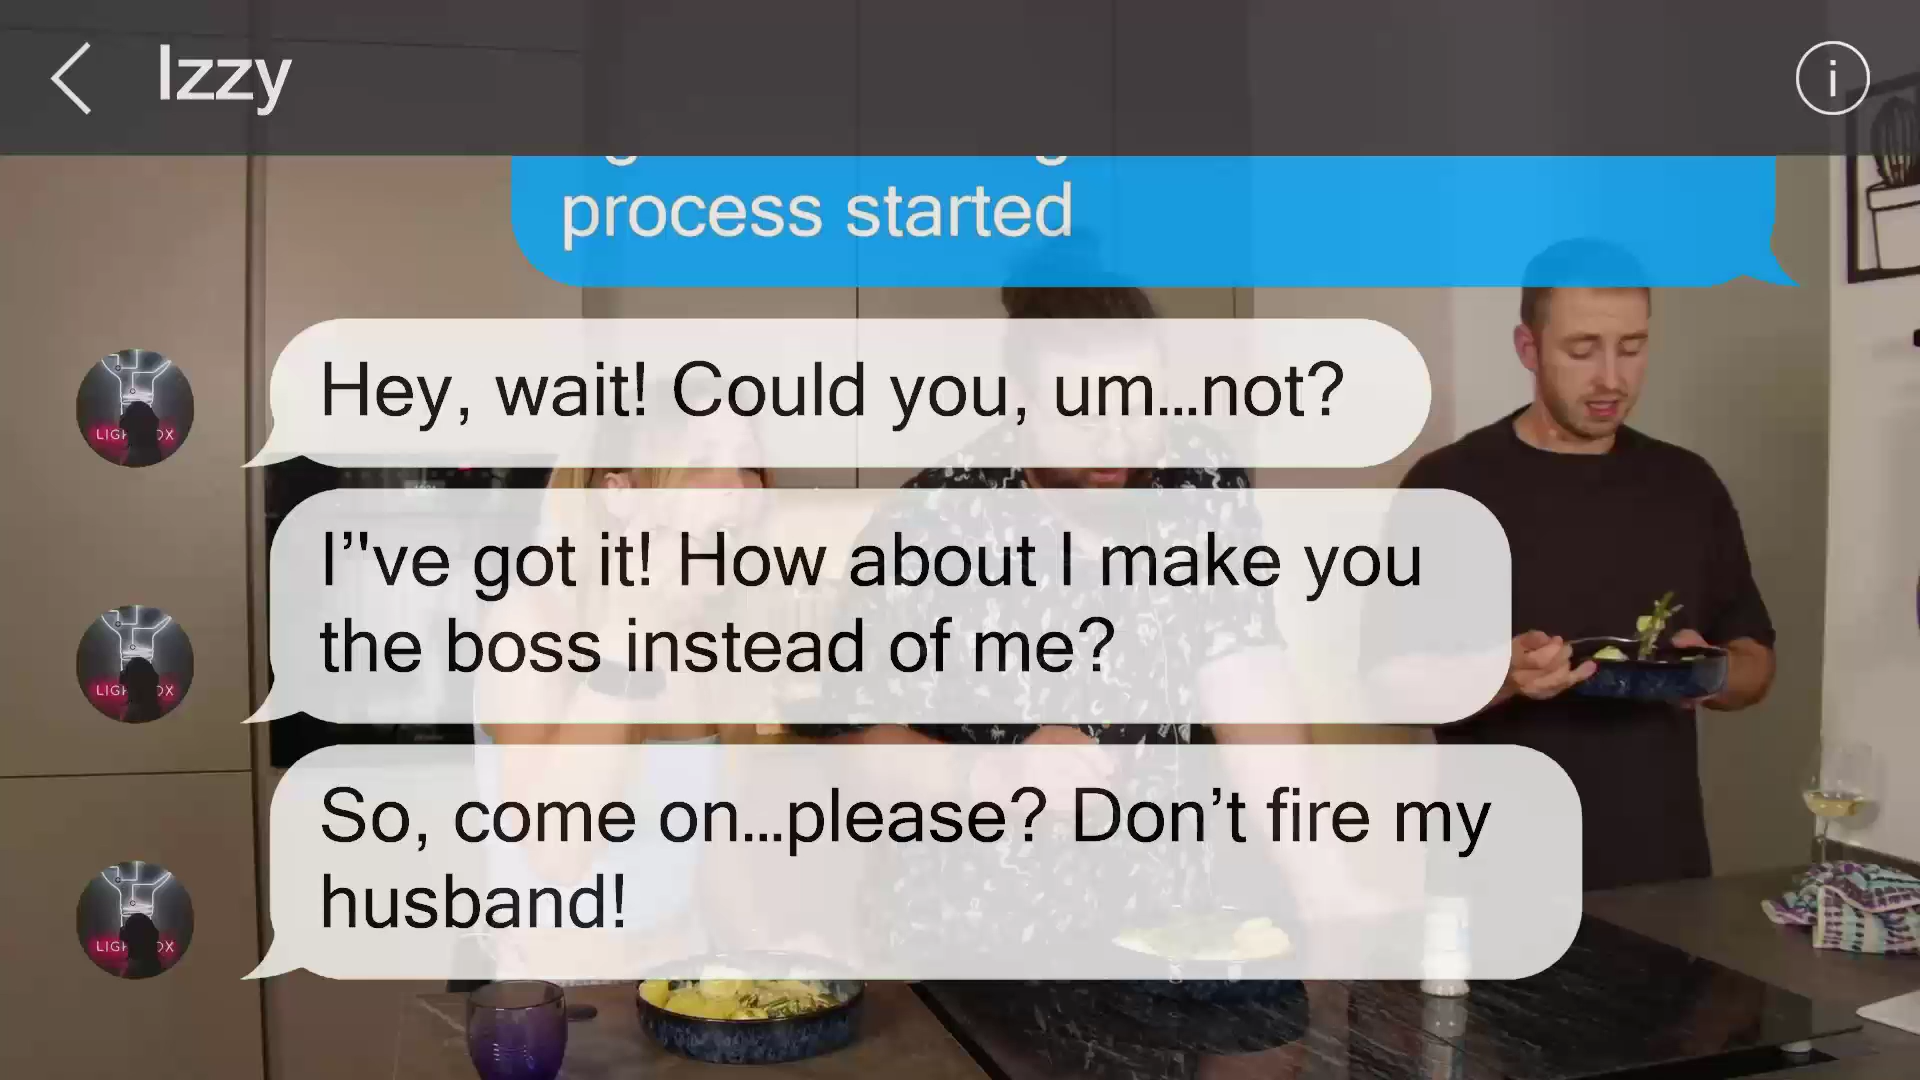 Izzy
i
process started
Hey, wait! Could you, um...not?
I’"ve got it! How about I make you
the boss instead of me?
So, come on...please? Don’t fire my
husband!